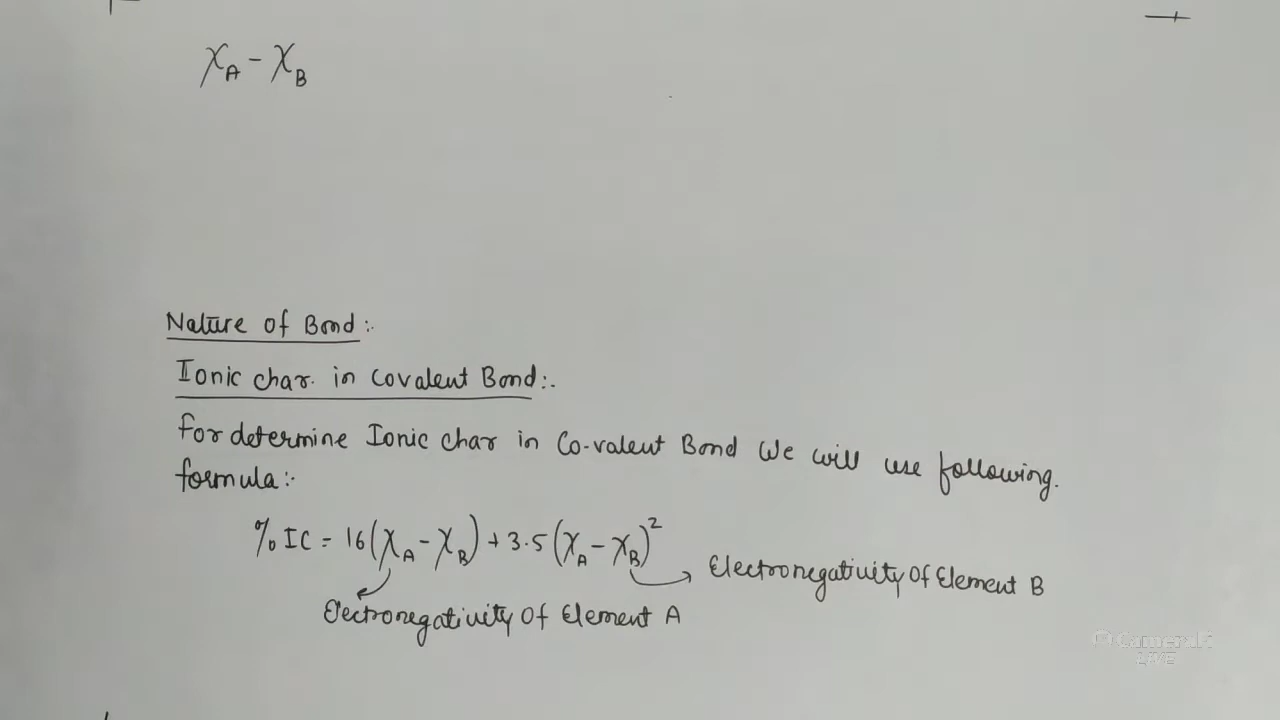 χA - χB
Nature of Bond:-
Ionic char. in Covalent Bond:-
for determine Ionic char in Co-valent Bond We will use following.
formula:-
% IC = 16(χA - χB) + 3.5(χA - χB)²
Electronegativity Of Element B
Electronegativity Of Element A
LIVE